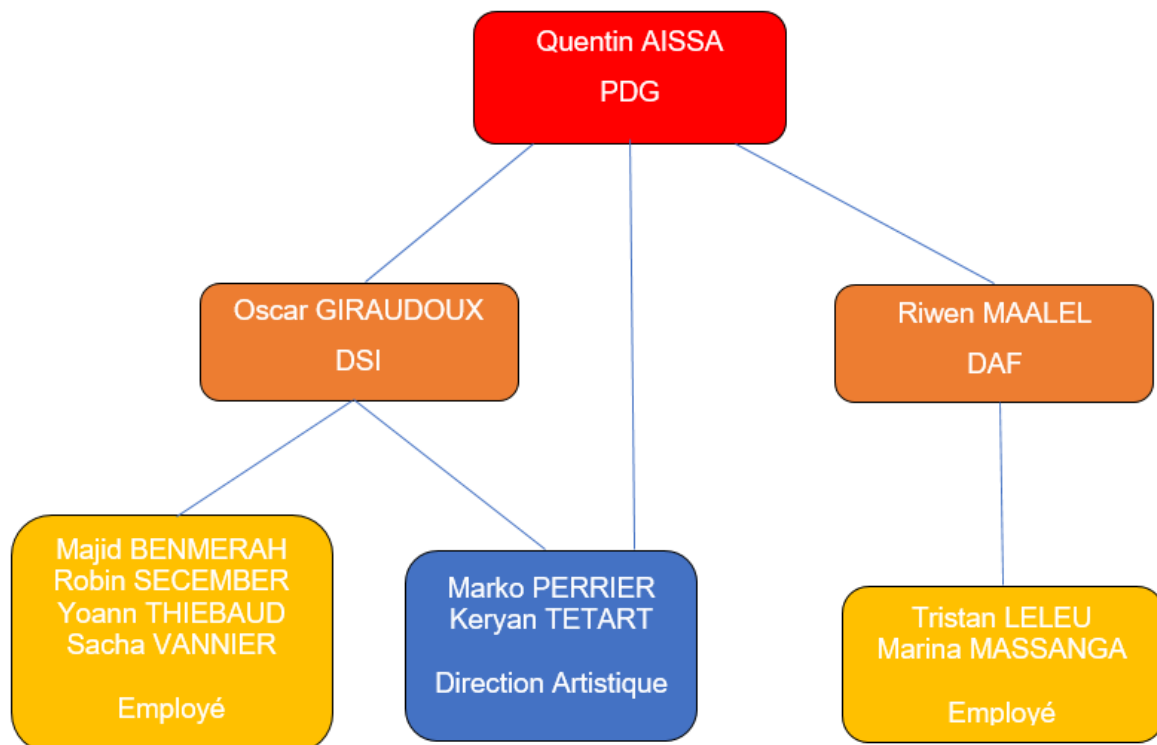 Quentin AISSA
PDG
Oscar GIRAUDOUX
DSI
Riwen MAALEL
DAF
Majid BENMERAH
Robin SECEMBER
Yoann THIEBAUD
Sacha VANNIER
Employé
Marko PERRIER
Keryan TETART
Direction Artistique
Tristan LELEU
Marina MASSANGA
Employé